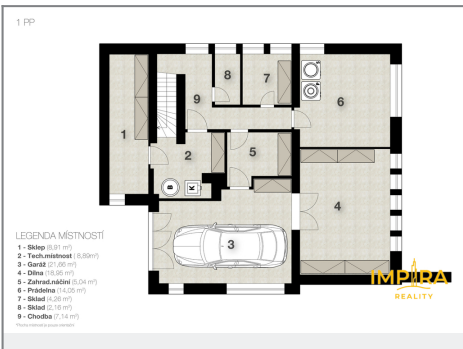 1 PP
8
7
9
6
1
2
5
B
K
4
3
LEGENDA MÍSTNOSTÍ
1 - Sklep (8,91 m²)
2 - Tech.místnost ( 8,89m²)
3 - Garáž (21,66 m²)
4 - Dílna (18,95 m²)
5 - Zahrad.náčiní (5,04 m²)
6 - Prádelna (14,05 m²)
7 - Sklad (4,26 m²)
8 - Sklad (2,16 m²)
9 - Chodba (7,14 m²)
IMPIRA
REALITY